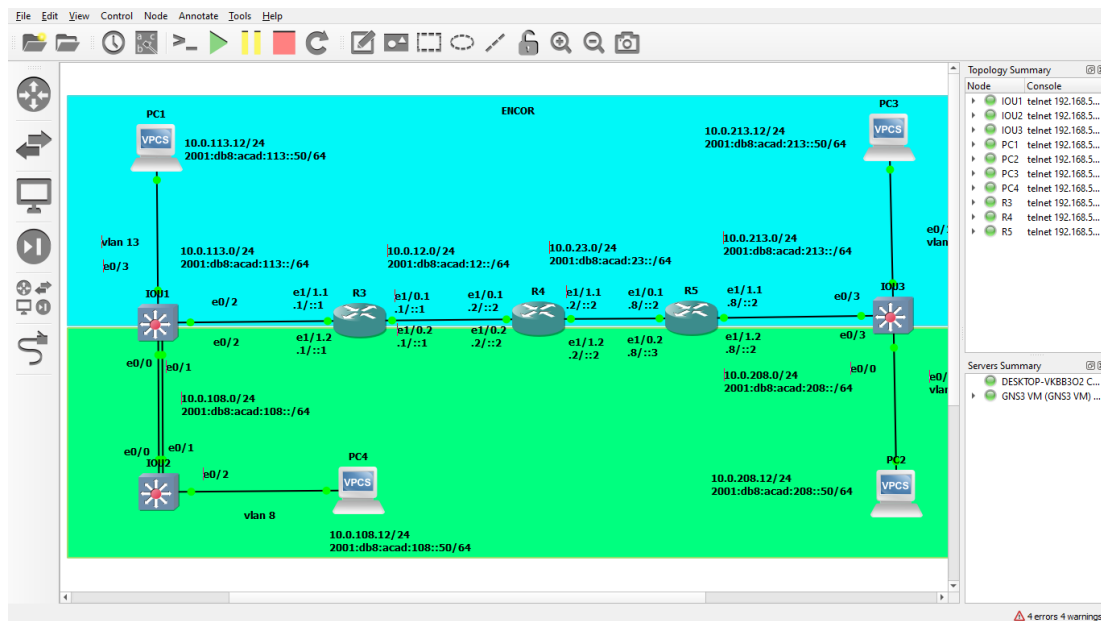 File Edit View Control Node Annotate Tools Help
Topology Summary
Node Console
IOU1 telnet 192.168.5...
IOU2 telnet 192.168.5...
IOU3 telnet 192.168.5...
PC1 telnet 192.168.5...
PC2 telnet 192.168.5...
PC3 telnet 192.168.5...
PC4 telnet 192.168.5...
R3 telnet 192.168.5...
R4 telnet 192.168.5...
R5 telnet 192.168.5...
ENCOR
PC1
VPCS
10.0.113.12/24
2001:db8:acad:113::50/64
PC3
VPCS
10.0.213.12/24
2001:db8:acad:213::50/64
vlan 13
e0/3
10.0.113.0/24
2001:db8:acad:113::/64
10.0.12.0/24
2001:db8:acad:12::/64
10.0.23.0/24
2001:db8:acad:23::/64
10.0.213.0/24
2001:db8:acad:213::/64
e0/
vlan
IOU1
e0/2
e1/1.1
.1/::1
R3
e1/0.1
.1/::1
e1/0.1
.2/::2
R4
e1/1.1
.2/::2
e1/0.1
.8/::2
R5
e1/1.1
.8/::2
e0/3
IOU3
e0/2
e1/1.2
.1/::1
e1/0.2
.1/::1
e1/0.2
.2/::2
e1/1.2
.2/::2
e1/0.2
.8/::3
e1/1.2
.8/::2
e0/3
e0/0
e0/1
10.0.108.0/24
2001:db8:acad:108::/64
10.0.208.0/24
2001:db8:acad:208::/64
e0/0
e0/
vlan
e0/0
e0/1
IOU2
e0/2
vlan 8
PC4
VPCS
10.0.108.12/24
2001:db8:acad:108::50/64
10.0.208.12/24
2001:db8:acad:208::50/64
PC2
VPCS
Servers Summary
DESKTOP-VKBB3O2 C...
GNS3 VM (GNS3 VM) ...
4 errors 4 warnings